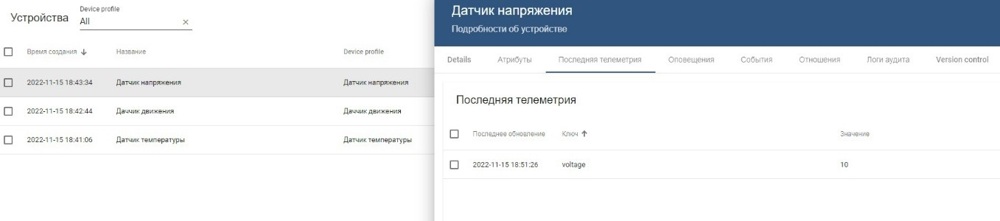 Device profile
Устройства
All
Время создания Название Device profile
2022-11-15 18:43:34 Датчик напряжения Датчик напряжения
2022-11-15 18:42:44 Даччик движения Даччик движения
2022-11-15 18:41:06 Датчик температуры Датчик температуры
Датчик напряжения
Подробности об устройстве
Details Атрибуты Последняя телеметрия Оповещения События Отношения Логи аудита Version control
Последняя телеметрия
Последнее обновление Ключ Значение
2022-11-15 18:51:26 voltage 10